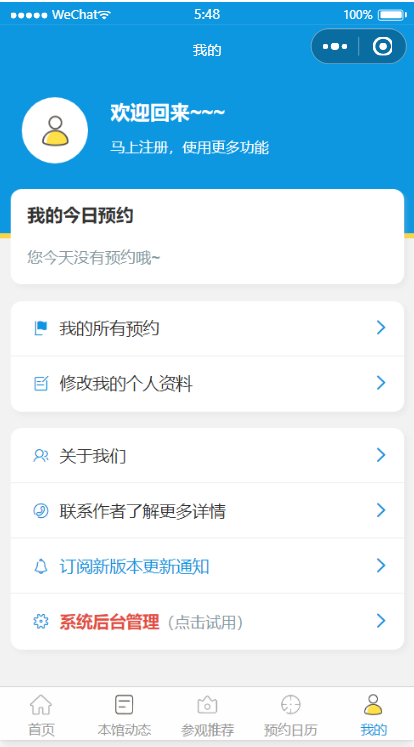 WeChat 5:48 100%
我的
欢迎回来~~~
马上注册，使用更多功能
我的今日预约
您今天没有预约哦~
我的所有预约
修改我的个人资料
关于我们
联系作者了解更多详情
订阅新版本更新通知
系统后台管理（点击试用）
首页 本馆动态 参观推荐 预约日历 我的